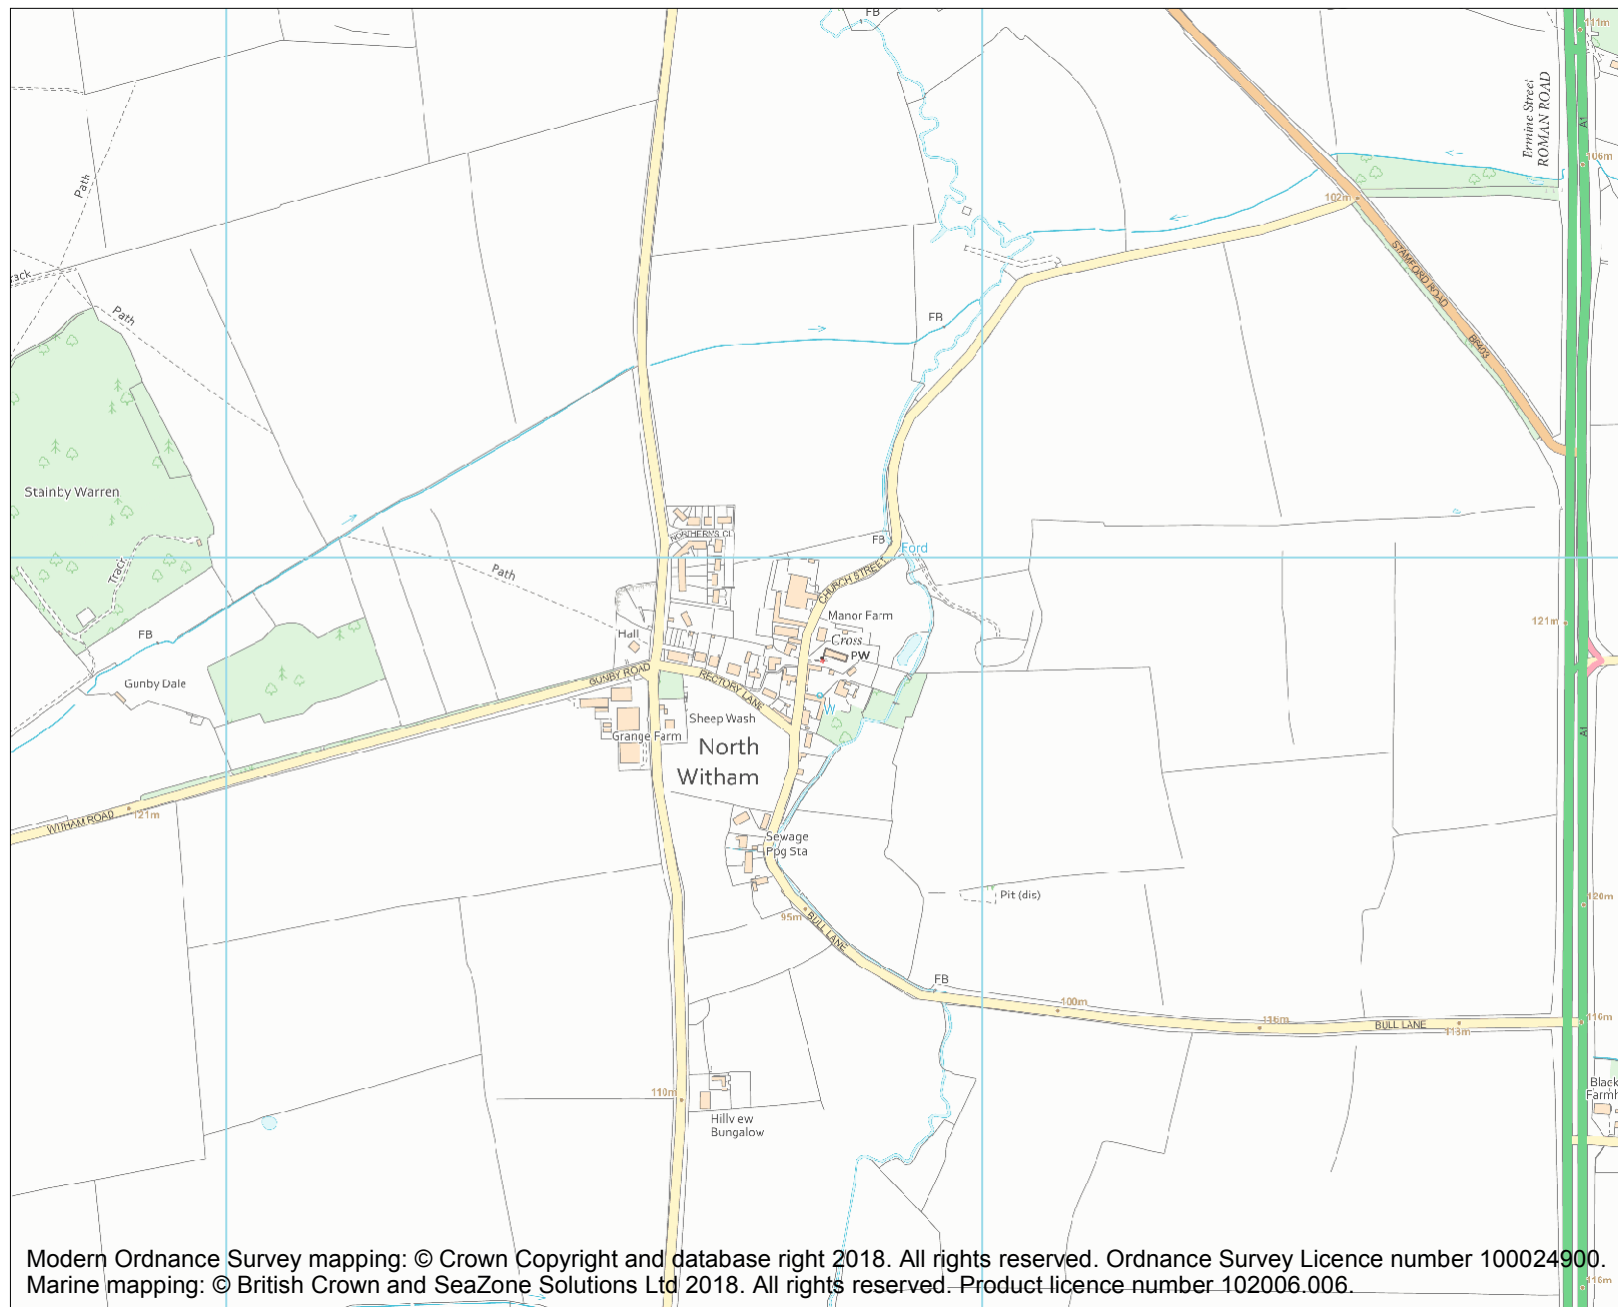 FB
111m
Ermine Street
ROMAN ROAD
A1
106m
Path
102m
STAMFORD ROAD
Path
FB
B6403
Stainby Warren
NORTHERN'S CL
FB
Ford
Track
Path
CHURCH STREET
Manor Farm
121m
FB
Hall
Cross
PW
GUNBY ROAD
RECTORY LANE
Gunby Dale
W
Sheep Wash
A1
Grange Farm
North
Witham
121m
WITHAM ROAD
Sewage
Ppg Sta
Pit (dis)
120m
95m
BULL LANE
FB
100m
116m
BULL LANE
113m
116m
110m
Black
Farmh
Hillview
Bungalow
Modern Ordnance Survey mapping: © Crown Copyright and database right 2018. All rights reserved. Ordnance Survey Licence number 100024900.
Marine mapping: © British Crown and SeaZone Solutions Ltd 2018. All rights reserved. Product licence number 102006.006.
116m